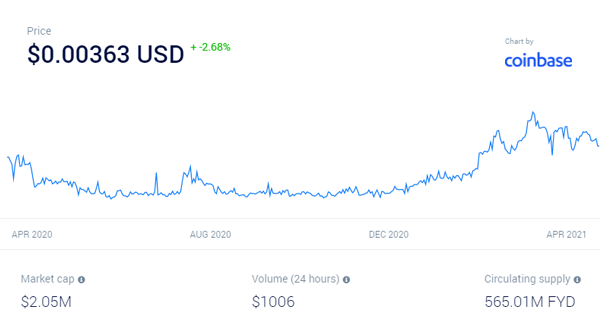 Price
$0.00363 USD + -2.68%
Chart by
coinbase
APR 2020 AUG 2020 DEC 2020 APR 2021
Market cap Volume (24 hours) Circulating supply
$2.05M $1006 565.01M FYD